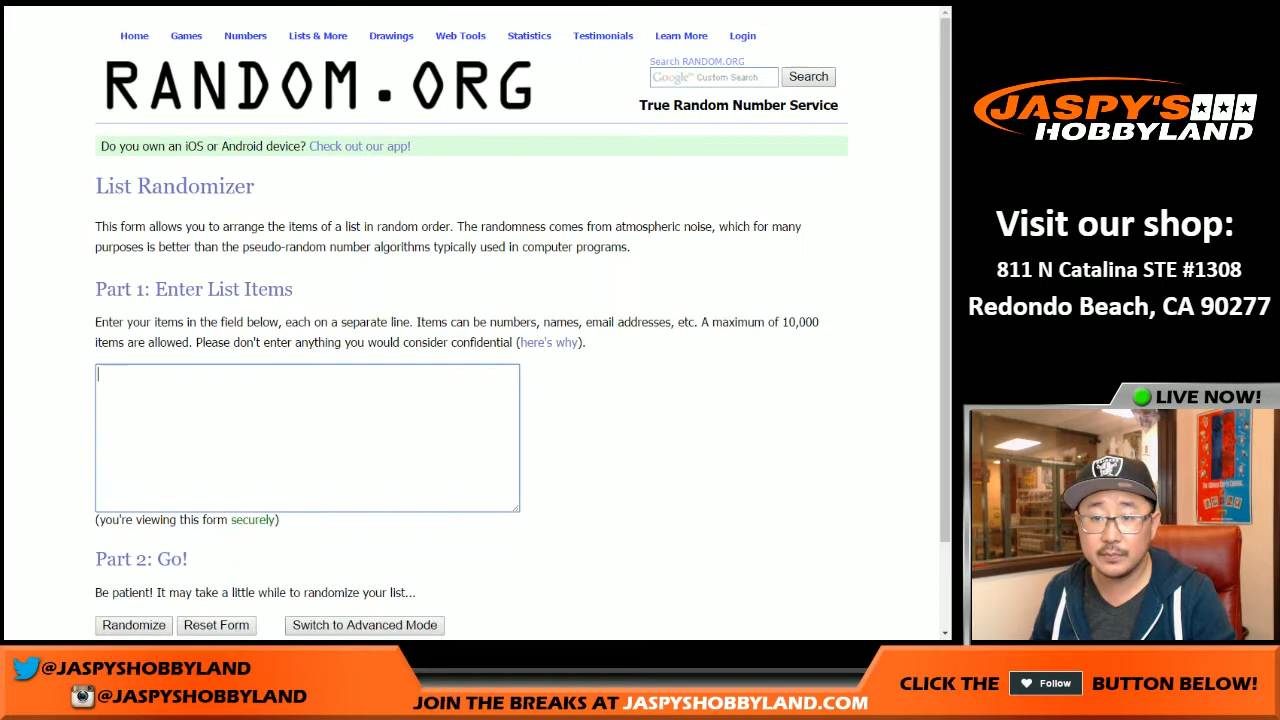 Home Games Numbers Lists & More Drawings Web Tools Statistics Testimonials Learn More Login
RANDOM.ORG
Search RANDOM.ORG
Google™ Custom Search Search
True Random Number Service
Do you own an iOS or Android device? Check out our app!
List Randomizer
This form allows you to arrange the items of a list in random order. The randomness comes from atmospheric noise, which for many
purposes is better than the pseudo-random number algorithms typically used in computer programs.
Part 1: Enter List Items
Enter your items in the field below, each on a separate line. Items can be numbers, names, email addresses, etc. A maximum of 10,000
items are allowed. Please don't enter anything you would consider confidential (here's why).
(you're viewing this form securely)
Part 2: Go!
Be patient! It may take a little while to randomize your list...
Randomize Reset Form Switch to Advanced Mode
JASPY'S
HOBBYLAND
Visit our shop:
811 N Catalina STE #1308
Redondo Beach, CA 90277
LIVE NOW!
@JASPYSHOBBYLAND
@JASPYSHOBBYLAND
JOIN THE BREAKS AT JASPYSHOBBYLAND.COM
CLICK THE Follow BUTTON BELOW!